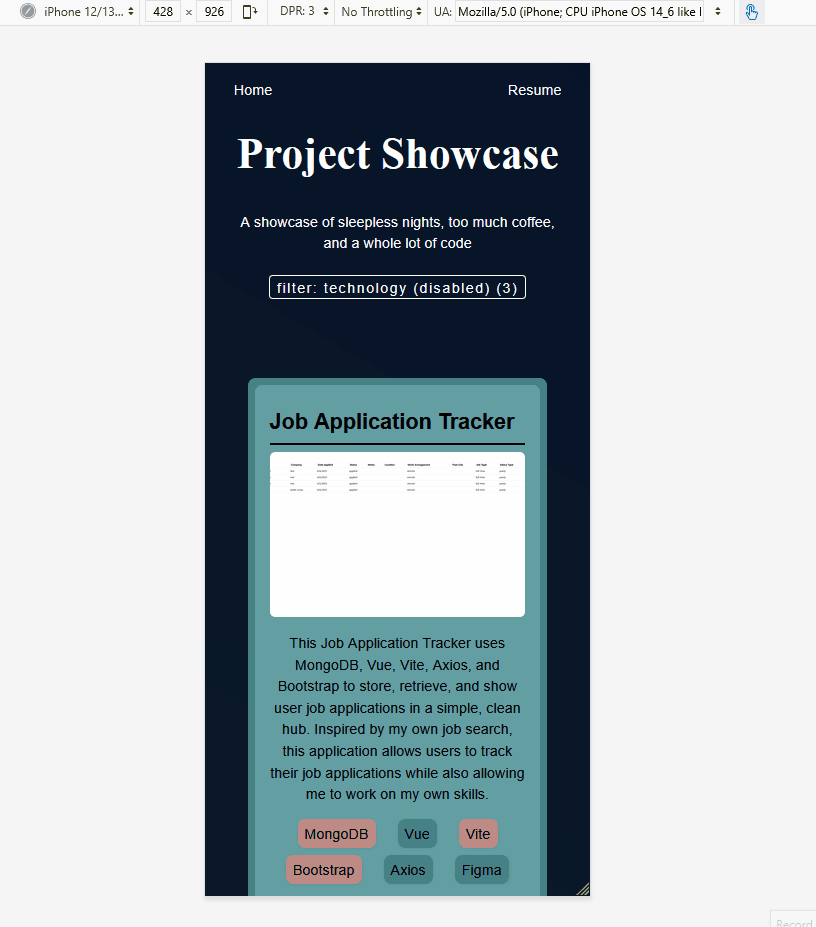 iPhone 12/13... 428 × 926 DPR: 3 No Throttling UA: Mozilla/5.0 (iPhone; CPU iPhone OS 14_6 like
Home Resume
Project Showcase
A showcase of sleepless nights, too much coffee,
and a whole lot of code
filter: technology (disabled) (3)
Job Application Tracker
This Job Application Tracker uses
MongoDB, Vue, Vite, Axios, and
Bootstrap to store, retrieve, and show
user job applications in a simple, clean
hub. Inspired by my own job search,
this application allows users to track
their job applications while also allowing
me to work on my own skills.
MongoDB Vue Vite
Bootstrap Axios Figma
Record